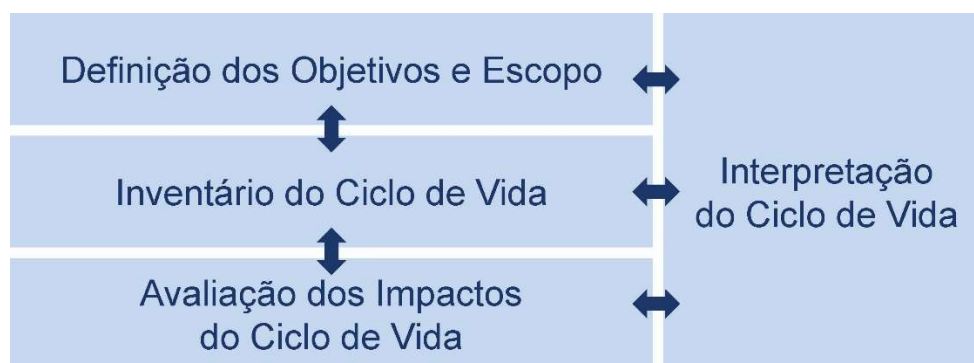 Definição dos Objetivos e Escopo
Inventário do Ciclo de Vida
Avaliação dos Impactos
do Ciclo de Vida
Interpretação
do Ciclo de Vida